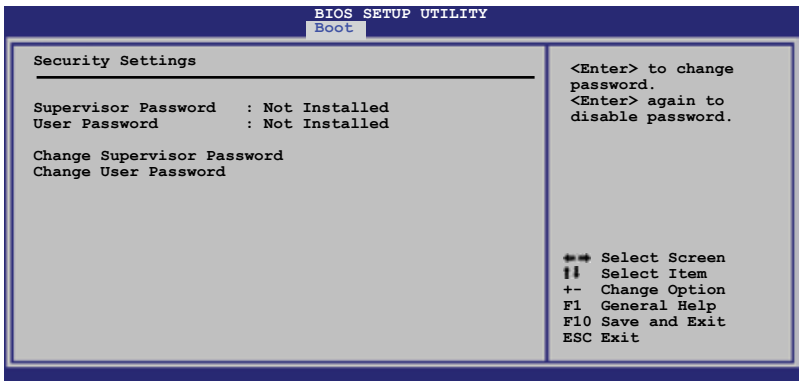 BIOS SETUP UTILITY
Boot
Security Settings
Supervisor Password : Not Installed
User Password : Not Installed
Change Supervisor Password
Change User Password
<Enter> to change
password.
<Enter> again to
disable password.
←→ Select Screen
↑↓ Select Item
+- Change Option
F1 General Help
F10 Save and Exit
ESC Exit